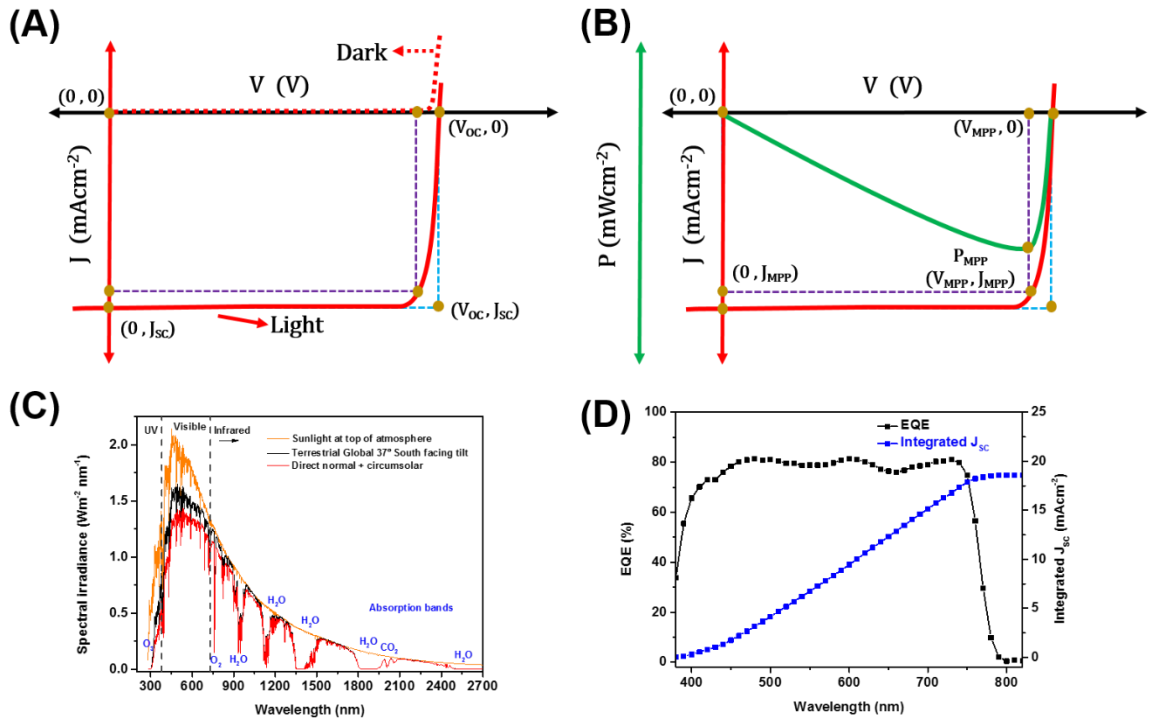 (A)
Dark
V (V)
(0, 0)
(V_OC, 0)
J (mAcm⁻²)
(V_OC, J_SC)
(0, J_SC)
Light
(B)
V (V)
(0, 0)
(V_MPP, 0)
P (mWcm⁻²)
J (mAcm⁻²)
P_MPP
(0, J_MPP)
(V_MPP, J_MPP)
(C)
UV Visible Infrared
Sunlight at top of atmosphere
Terrestrial Global 37° South facing tilt
Direct normal + circumsolar
Spectral irradiance (Wm⁻² nm⁻¹)
2.0
1.5
1.0
0.5
0.0
H₂O
H₂O
Absorption bands
O₂
O₂
H₂O
H₂O
CO₂
H₂O
300 600 900 1200 1500 1800 2100 2400 2700
Wavelength (nm)
(D)
EQE
Integrated J_SC
EQE (%)
100
80
60
40
20
0
25
20
15
10
5
0
Integrated J_SC (mAcm⁻²)
400 500 600 700 800
Wavelength (nm)